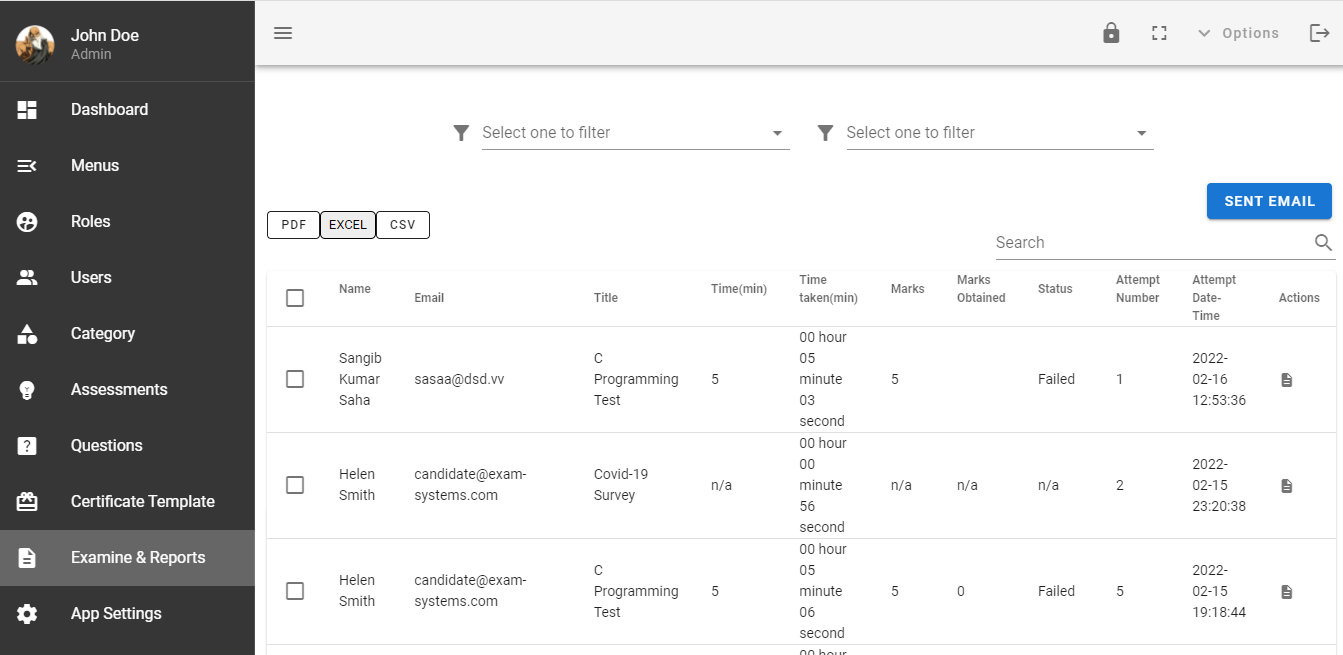 John Doe
Admin
Options
Dashboard
Menus
Roles
Users
Category
Assessments
Questions
Certificate Template
Examine & Reports
App Settings
Select one to filter
Select one to filter
SENT EMAIL
PDF EXCEL CSV
Search
Name Email Title Time(min) Time taken(min) Marks Marks Obtained Status Attempt Number Attempt Date-Time Actions
Sangib Kumar Saha sasaa@dsd.vv C Programming Test 5 00 hour 05 minute 03 second 5 Failed 1 2022-02-16 12:53:36
Helen Smith candidate@exam-systems.com Covid-19 Survey n/a 00 hour 00 minute 56 second n/a n/a n/a 2 2022-02-15 23:20:38
Helen Smith candidate@exam-systems.com C Programming Test 5 00 hour 05 minute 06 second 5 0 Failed 5 2022-02-15 19:18:44
00 hour